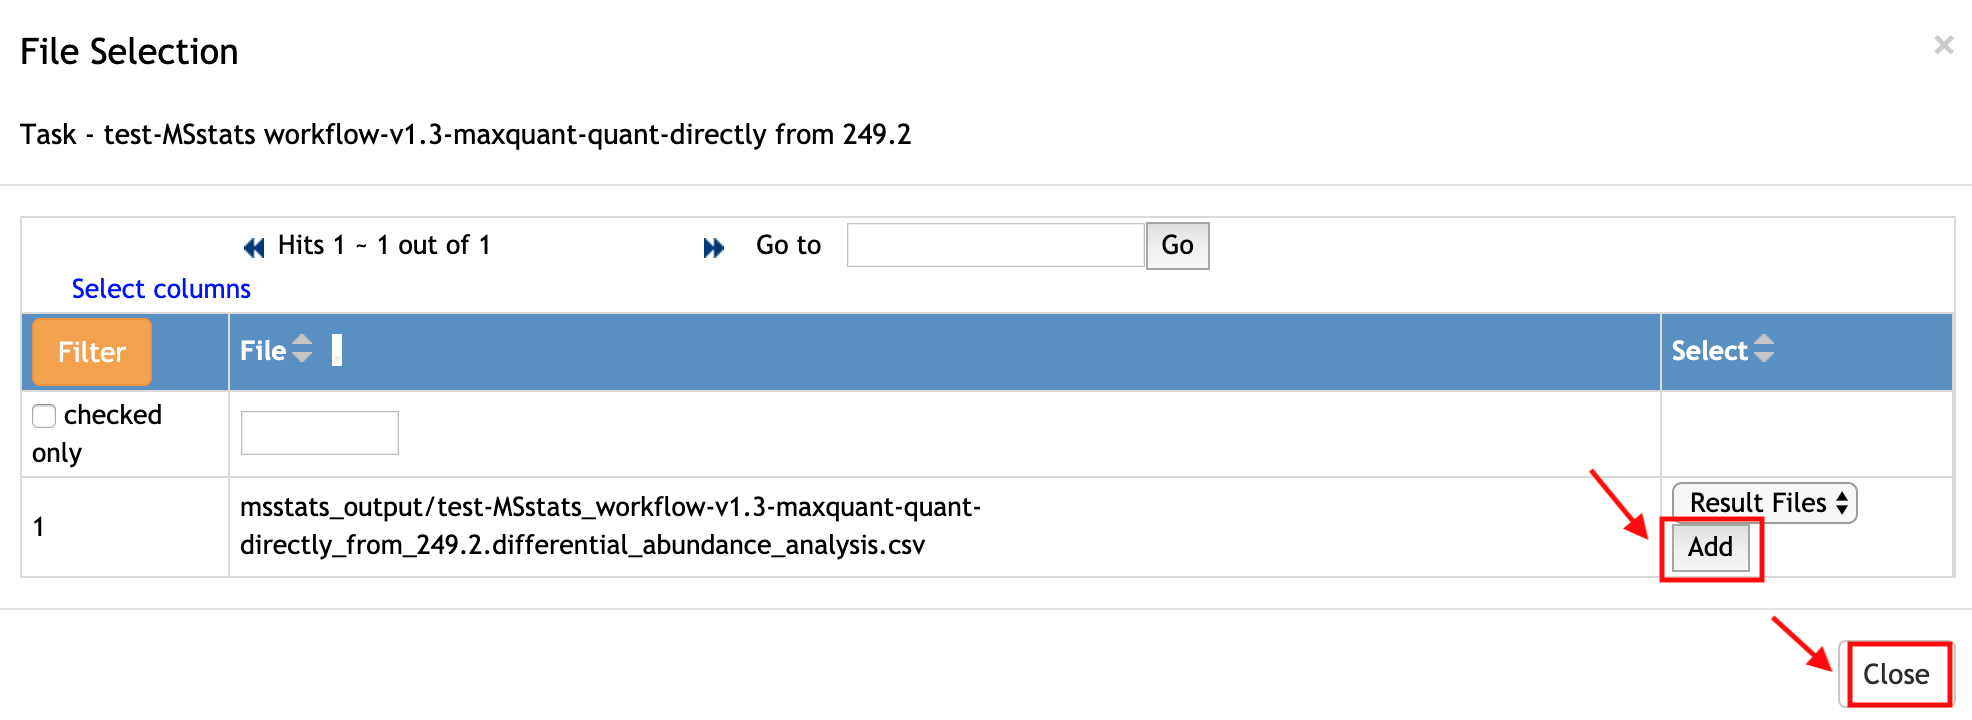 File Selection
×
Task - test-MSstats workflow-v1.3-maxquant-quant-directly from 249.2
Hits 1 ~ 1 out of 1
Go to
Go
Select columns
Filter
File
Select
checked
only
1
msstats_output/test-MSstats_workflow-v1.3-maxquant-quant-
directly_from_249.2.differential_abundance_analysis.csv
Result Files
Add
Close